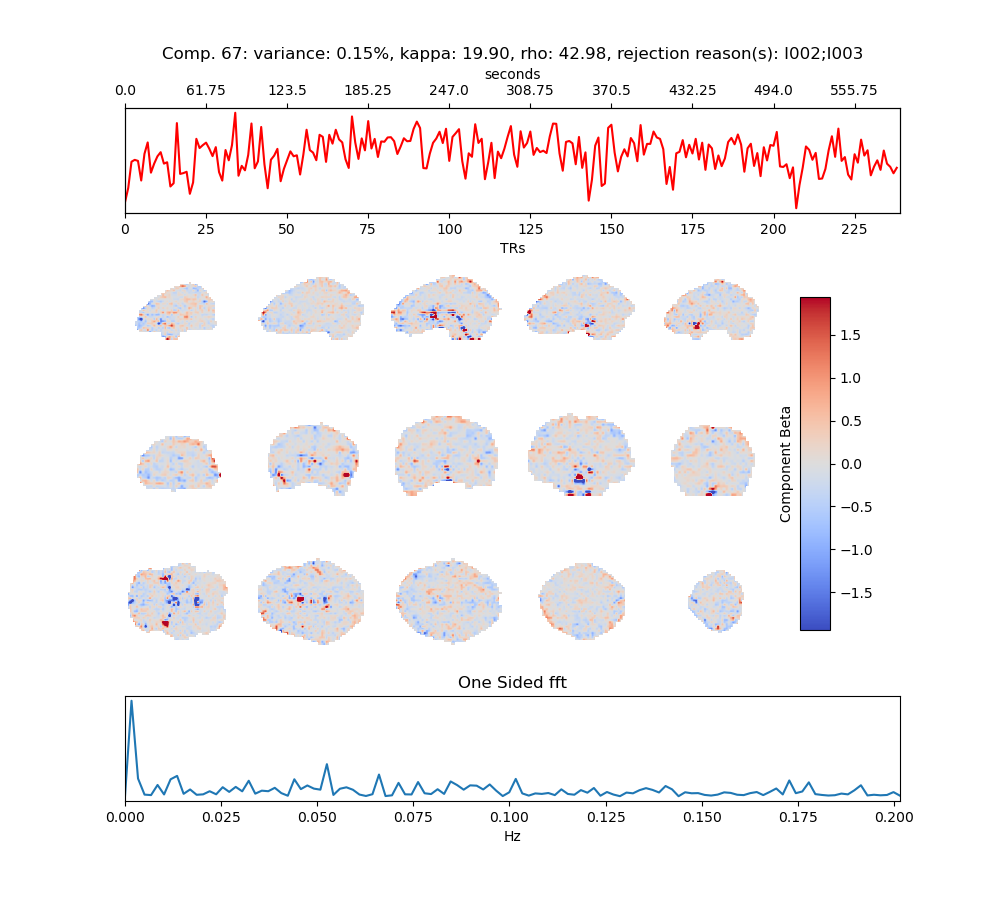 Comp. 67: variance: 0.15%, kappa: 19.90, rho: 42.98, rejection reason(s): I002;I003
seconds
0.0 61.75 123.5 185.25 247.0 308.75 370.5 432.25 494.0 555.75
0 25 50 75 100 125 150 175 200 225
TRs
1.5
1.0
0.5
0.0
−0.5
−1.0
−1.5
Component Beta
One Sided fft
0.000 0.025 0.050 0.075 0.100 0.125 0.150 0.175 0.200
Hz